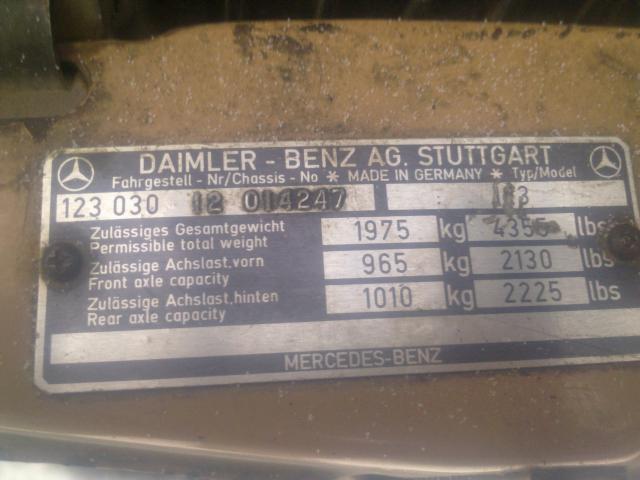 DAIMLER - BENZ AG. STUTTGART
Fahrgestell - Nr/Chassis - No * MADE IN GERMANY * Typ/Model
123 030 12 014247
Zulässiges Gesamtgewicht 1975 kg 4355 lbs
Permissible total weight
Zulässige Achslast,vorn 965 kg 2130 lbs
Front axle capacity
Zulässige Achslast,hinten 1010 kg 2225 lbs
Rear axle capacity
MERCEDES-BENZ